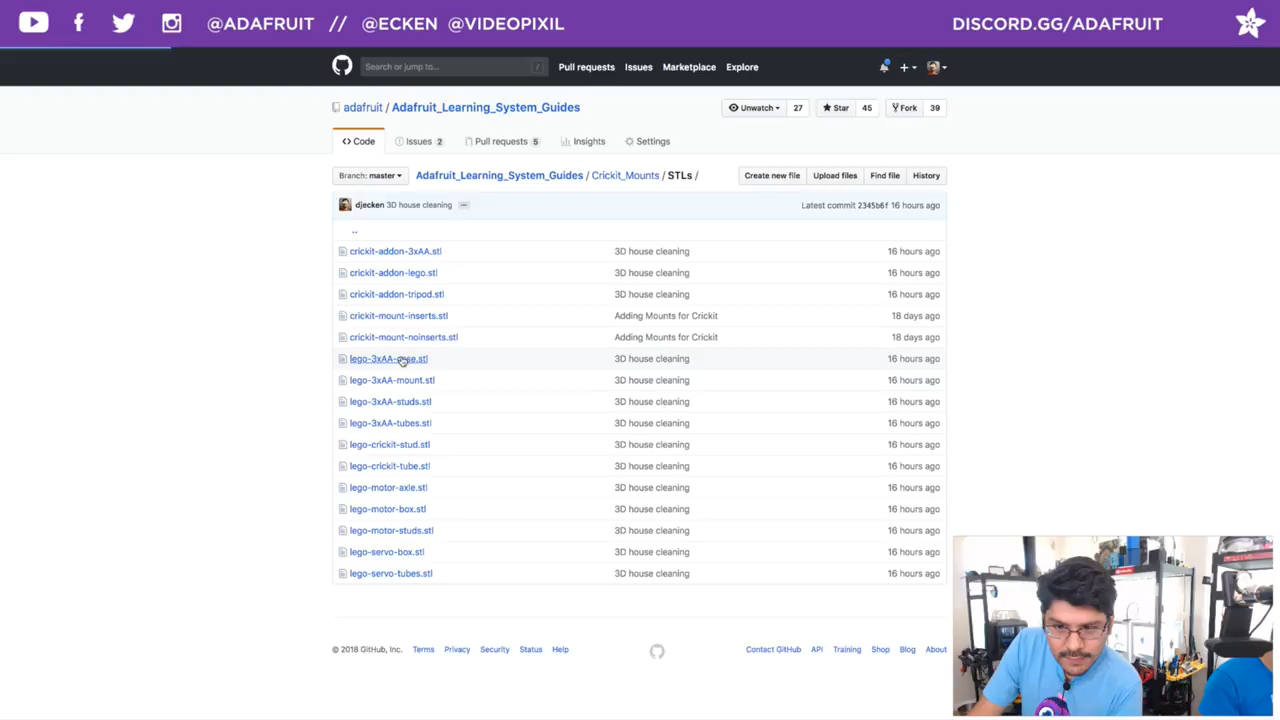 @ADAFRUIT // @ECKEN @VIDEOPIXIL DISCORD.GG/ADAFRUIT
Search or jump to... / Pull requests Issues Marketplace Explore
adafruit / Adafruit_Learning_System_Guides Unwatch 27 Star 45 Fork 39
Code Issues 2 Pull requests 5 Insights Settings
Branch: master Adafruit_Learning_System_Guides / Crickit_Mounts / STLs / Create new file Upload files Find file History
djecken 3D house cleaning Latest commit 2345b6f 16 hours ago
..
crickit-addon-3xAA.stl 3D house cleaning 16 hours ago
crickit-addon-lego.stl 3D house cleaning 16 hours ago
crickit-addon-tripod.stl 3D house cleaning 16 hours ago
crickit-mount-inserts.stl Adding Mounts for Crickit 18 days ago
crickit-mount-noinserts.stl Adding Mounts for Crickit 18 days ago
3D house cleaning 16 hours ago
lego-3xAA-mount.stl 3D house cleaning 16 hours ago
lego-3xAA-studs.stl 3D house cleaning 16 hours ago
lego-3xAA-tubes.stl 3D house cleaning 16 hours ago
lego-crickit-stud.stl 3D house cleaning 16 hours ago
lego-crickit-tube.stl 3D house cleaning 16 hours ago
lego-motor-axle.stl 3D house cleaning 16 hours ago
lego-motor-box.stl 3D house cleaning 16 hours ago
lego-motor-studs.stl 3D house cleaning 16 hours ago
lego-servo-box.stl 3D house cleaning 16 hours ago
lego-servo-tubes.stl 3D house cleaning 16 hours ago
© 2018 GitHub, Inc. Terms Privacy Security Status Help Contact GitHub API Training Shop Blog About